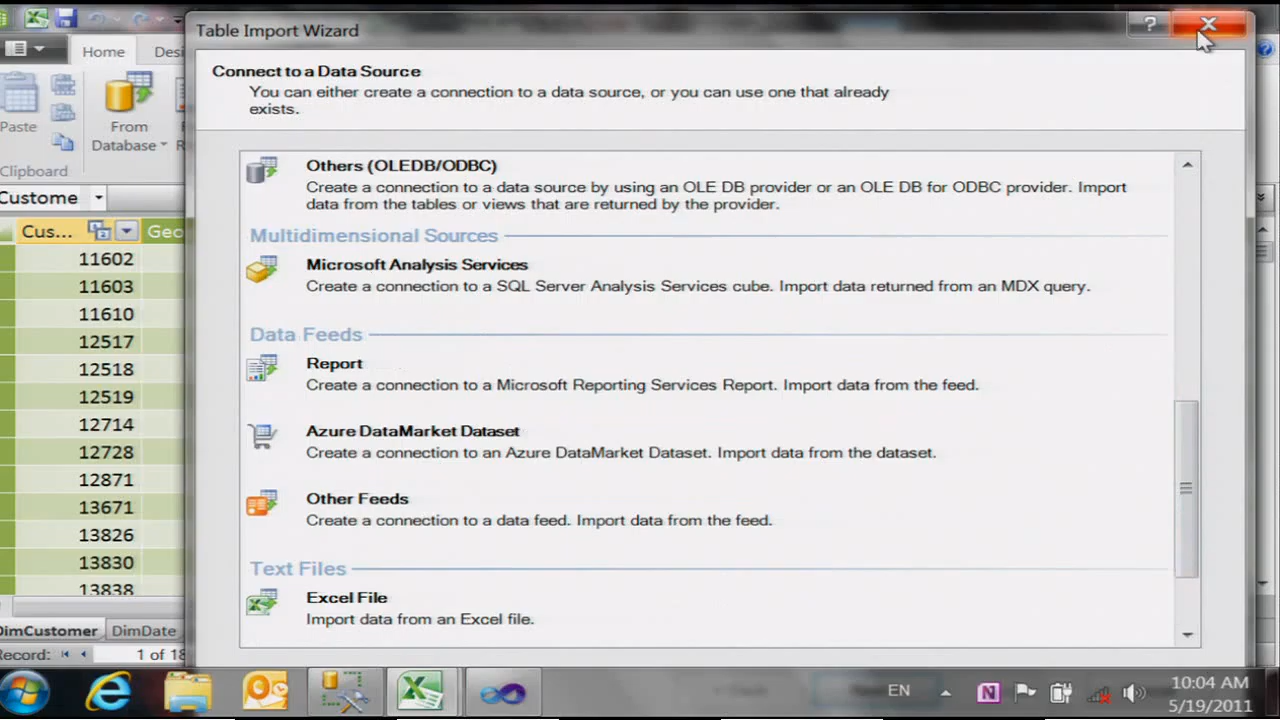 Table Import Wizard
?
Home
Desi
Connect to a Data Source
You can either create a connection to a data source, or you can use one that already
exists.
Paste
From
Database
Clipboard
Custome
Cus...
Geo
11602
11603
11610
12517
12518
12519
12714
12728
12871
13671
13826
13830
13838
Others (OLEDB/ODBC)
Create a connection to a data source by using an OLE DB provider or an OLE DB for ODBC provider. Import
data from the tables or views that are returned by the provider.
Multidimensional Sources
Microsoft Analysis Services
Create a connection to a SQL Server Analysis Services cube. Import data returned from an MDX query.
Data Feeds
Report
Create a connection to a Microsoft Reporting Services Report. Import data from the feed.
Azure DataMarket Dataset
Create a connection to an Azure DataMarket Dataset. Import data from the dataset.
Other Feeds
Create a connection to a data feed. Import data from the feed.
Text Files
Excel File
Import data from an Excel file.
DimCustomer
DimDate
Record:
1 of 18
EN
10:04 AM
5/19/2011